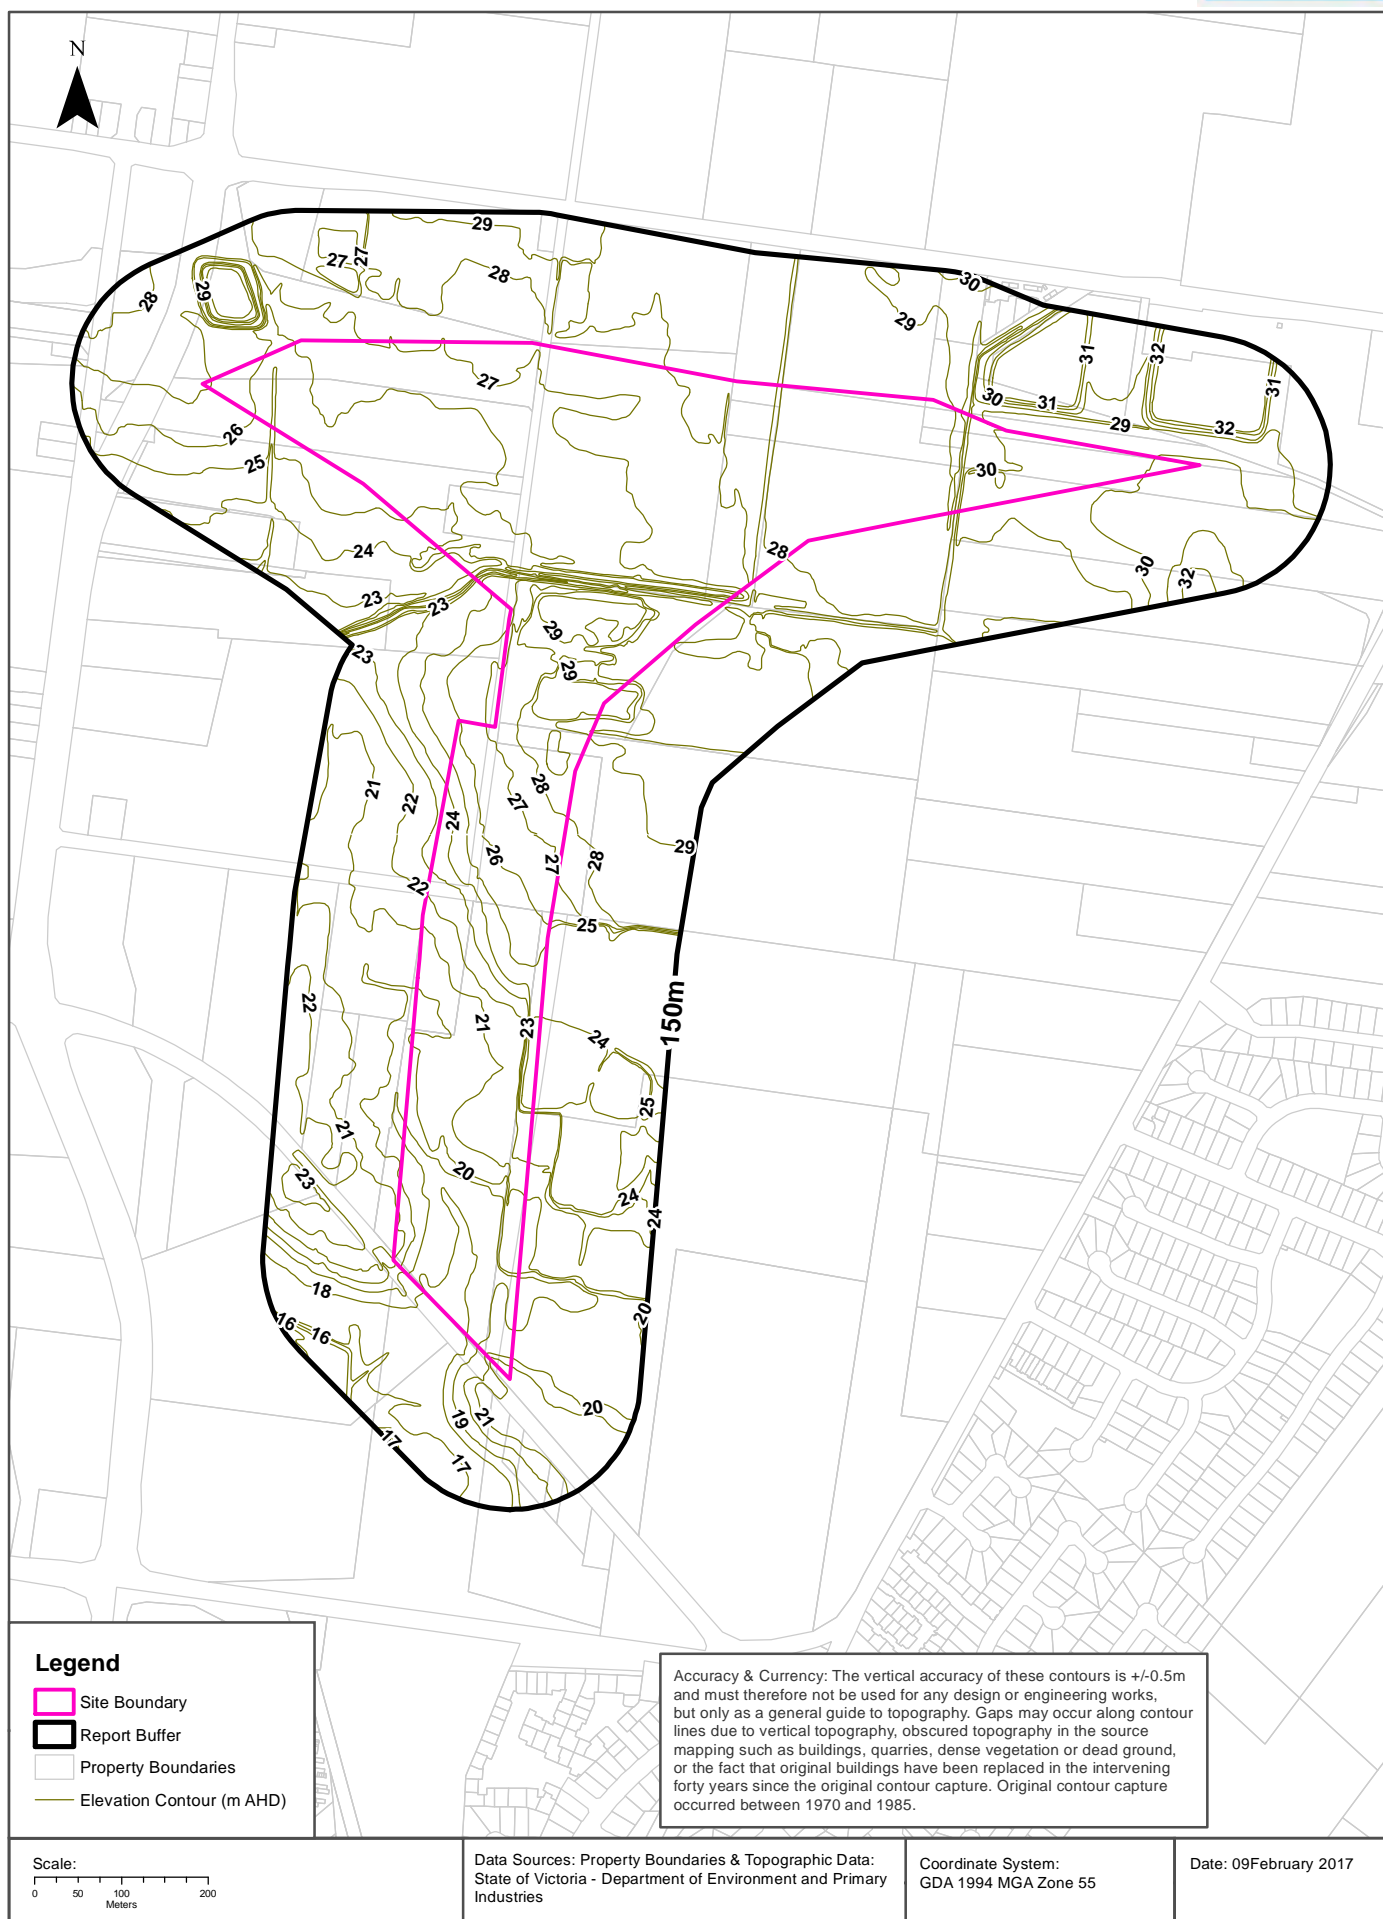 N
29
27
27
28
28
29
30
29
31
32
31
30
31
29
32
27
26
25
30
24
28
30
32
23
23
29
23
29
21
22
28
27
24
26
27
28
29
22
25
22
21
23
24
150m
25
21
20
23
24
24
18
20
16
16
20
19
21
17
17
Legend
Site Boundary
Report Buffer
Property Boundaries
Elevation Contour (m AHD)
Accuracy & Currency: The vertical accuracy of these contours is +/-0.5m
and must therefore not be used for any design or engineering works,
but only as a general guide to topography. Gaps may occur along contour
lines due to vertical topography, obscured topography in the source
mapping such as buildings, quarries, dense vegetation or dead ground,
or the fact that original buildings have been replaced in the intervening
forty years since the original contour capture. Original contour capture
occurred between 1970 and 1985.
Scale:
0 50 100 200
Meters
Data Sources: Property Boundaries & Topographic Data:
State of Victoria - Department of Environment and Primary
Industries
Coordinate System:
GDA 1994 MGA Zone 55
Date: 09February 2017